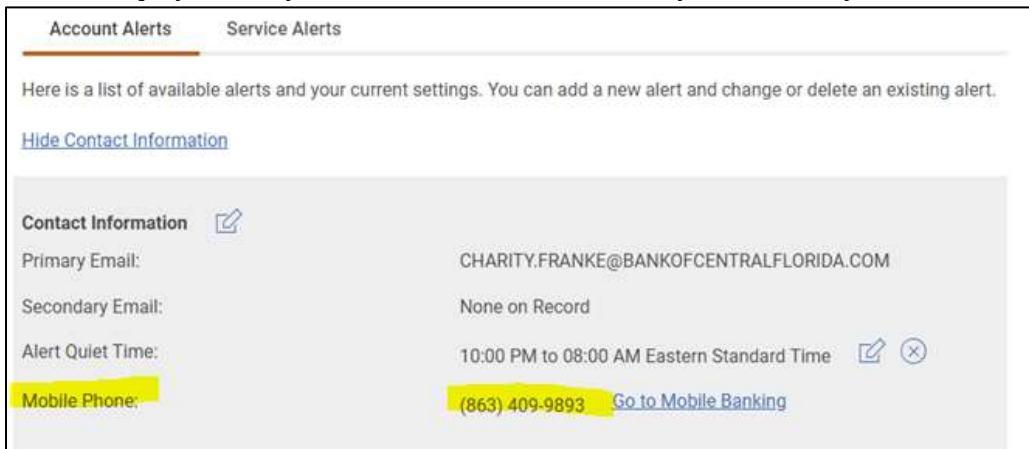 Account Alerts Service Alerts
Here is a list of available alerts and your current settings. You can add a new alert and change or delete an existing alert.
Hide Contact Information
Contact Information
Primary Email: CHARITY.FRANKE@BANKOFCENTRALFLORIDA.COM
Secondary Email: None on Record
Alert Quiet Time: 10:00 PM to 08:00 AM Eastern Standard Time
Mobile Phone: (863) 409-9893 Go to Mobile Banking